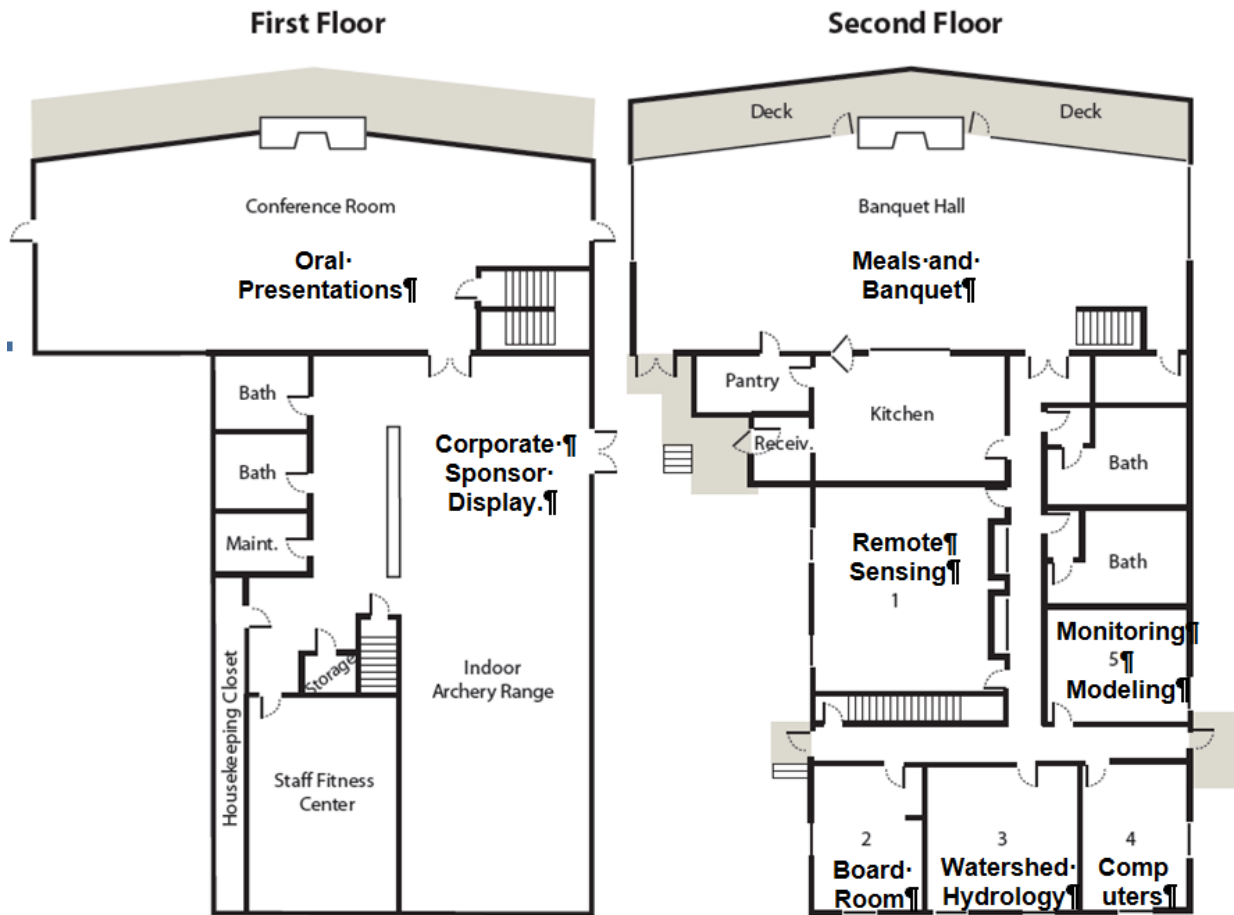 First Floor
Conference Room
Oral·
Presentations¶
Bath
Bath
Maint.
Corporate·¶
Sponsor·
Display.¶
Storage
Housekeeping Closet
Indoor
Archery Range
Staff Fitness
Center
Second Floor
Deck
Deck
Banquet Hall
Meals·and·
Banquet¶
Pantry
Kitchen
Receiv.
Bath
Remote¶
Sensing¶
1
Bath
Monitoring¶
5¶
Modeling¶
2
Board·
Room¶
3
Watershed·
Hydrology¶
4
Comp
uters¶